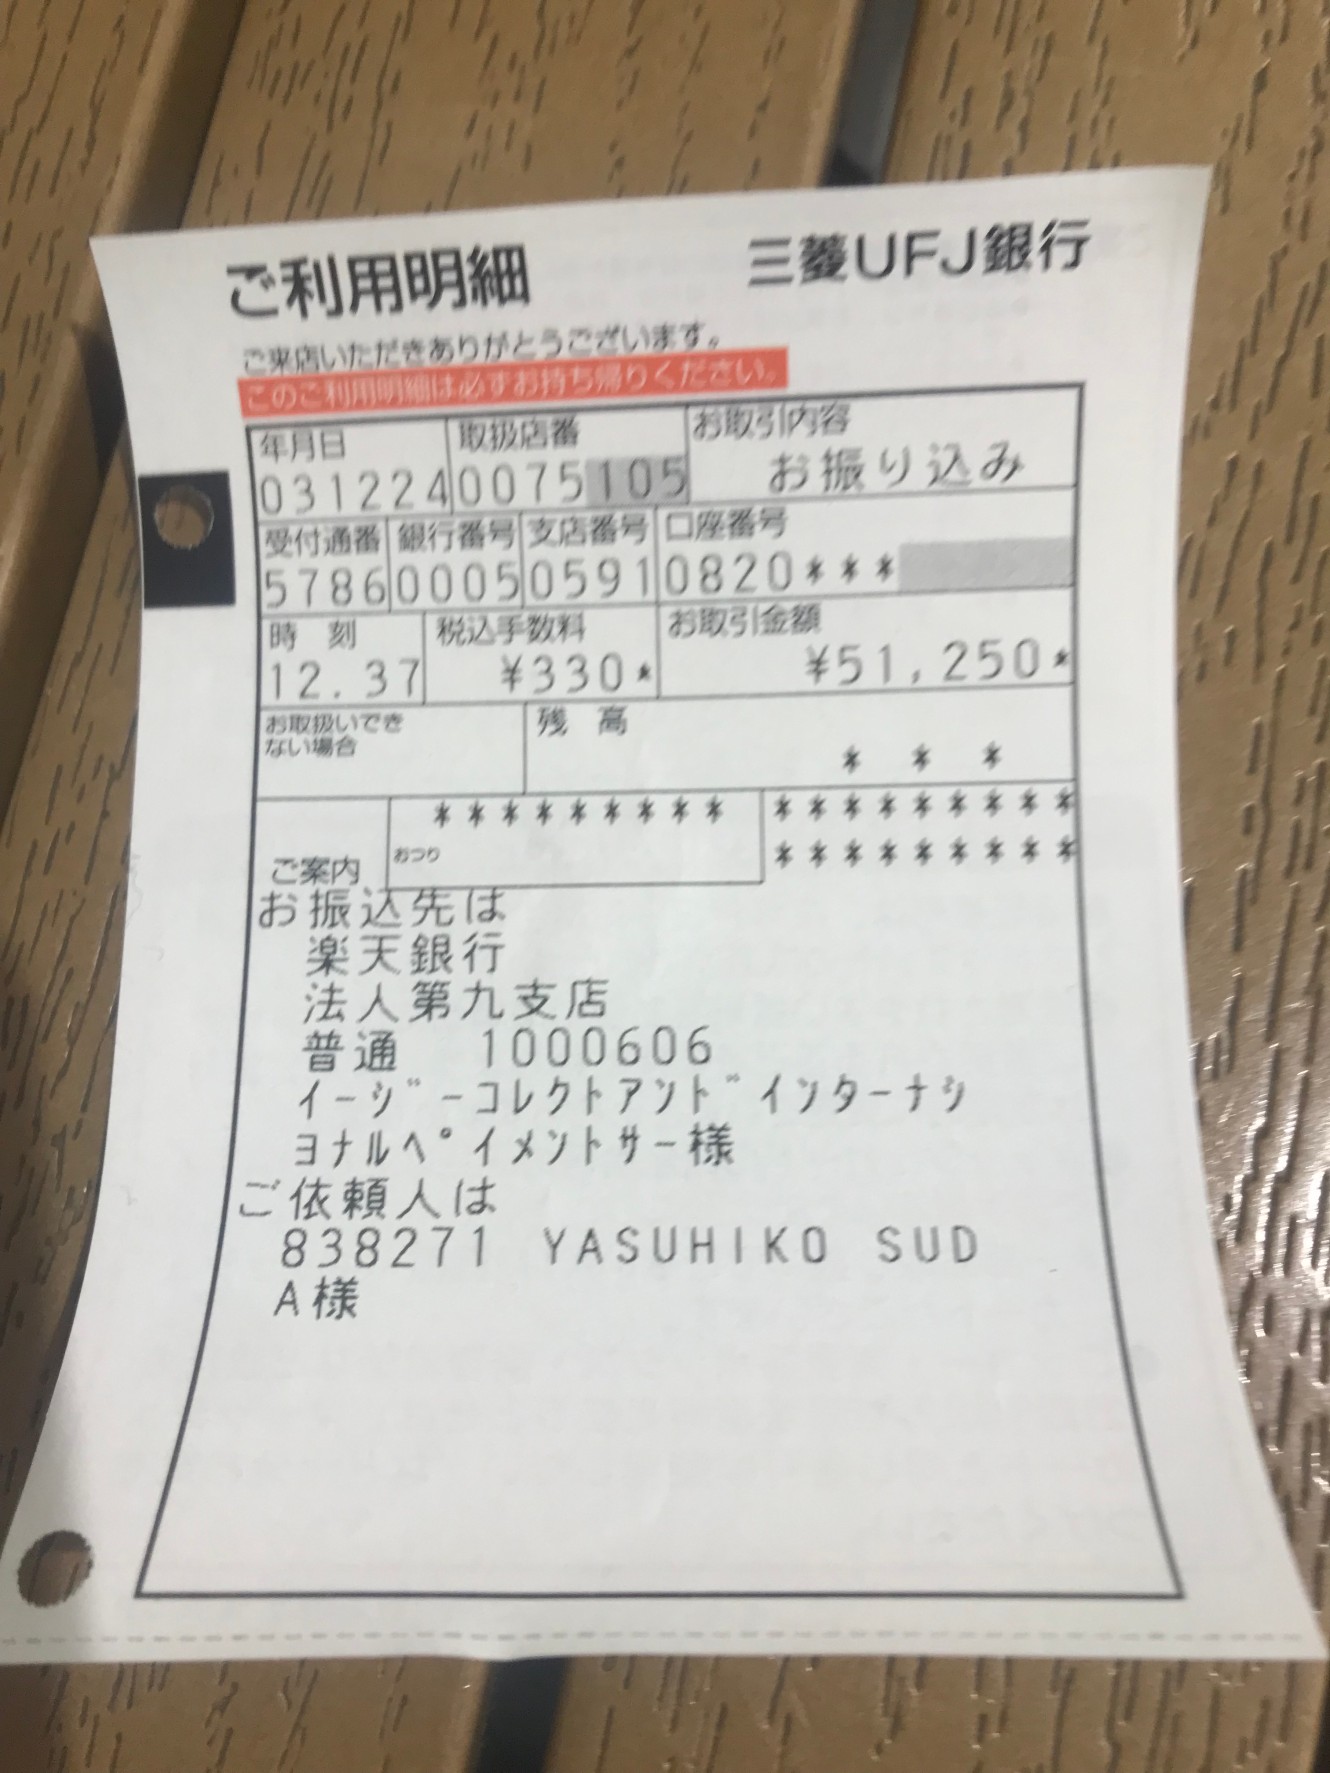 ご利用明細 三菱UFJ銀行
ご来店いただきありがとうございます。
このご利用明細は必ずお持ち帰りください。
年月日 取扱店番 お取引内容
031224 0075105 お振り込み
受付通番 銀行番号 支店番号 口座番号
5786 0005 0591 0820***
時 刻 税込手数料 お取引金額
12.37 ¥330* ¥51,250*
お取扱いでき 残 高
ない場合
* * *
********* *********
おつり *********
ご案内
お振込先は
楽天銀行
法人第九支店
普通 1000606
イージ゛ーコレクトアンド゛インターナシ
ヨナルペ゚イメントサー様
ご依頼人は
838271 YASUHIKO SUD
A様